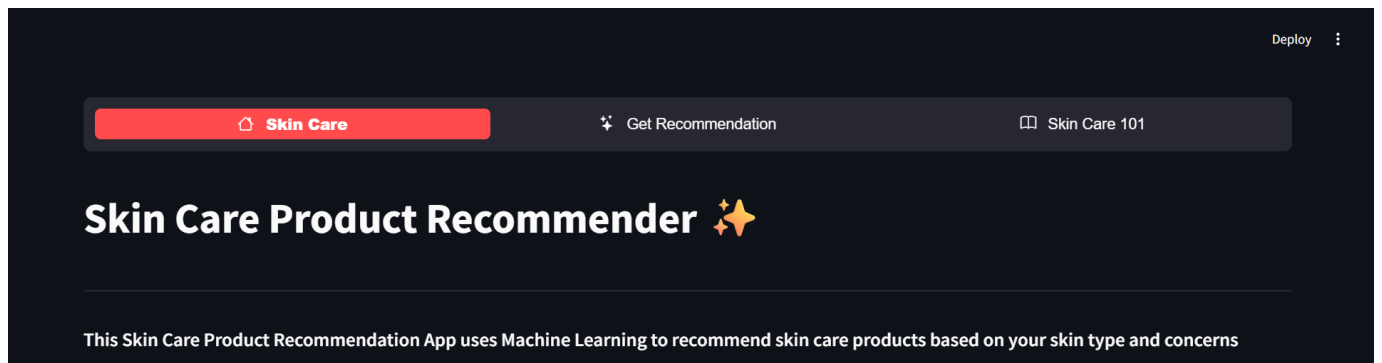 Deploy
Skin Care
Get Recommendation
Skin Care 101
Skin Care Product Recommender ✨
This Skin Care Product Recommendation App uses Machine Learning to recommend skin care products based on your skin type and concerns